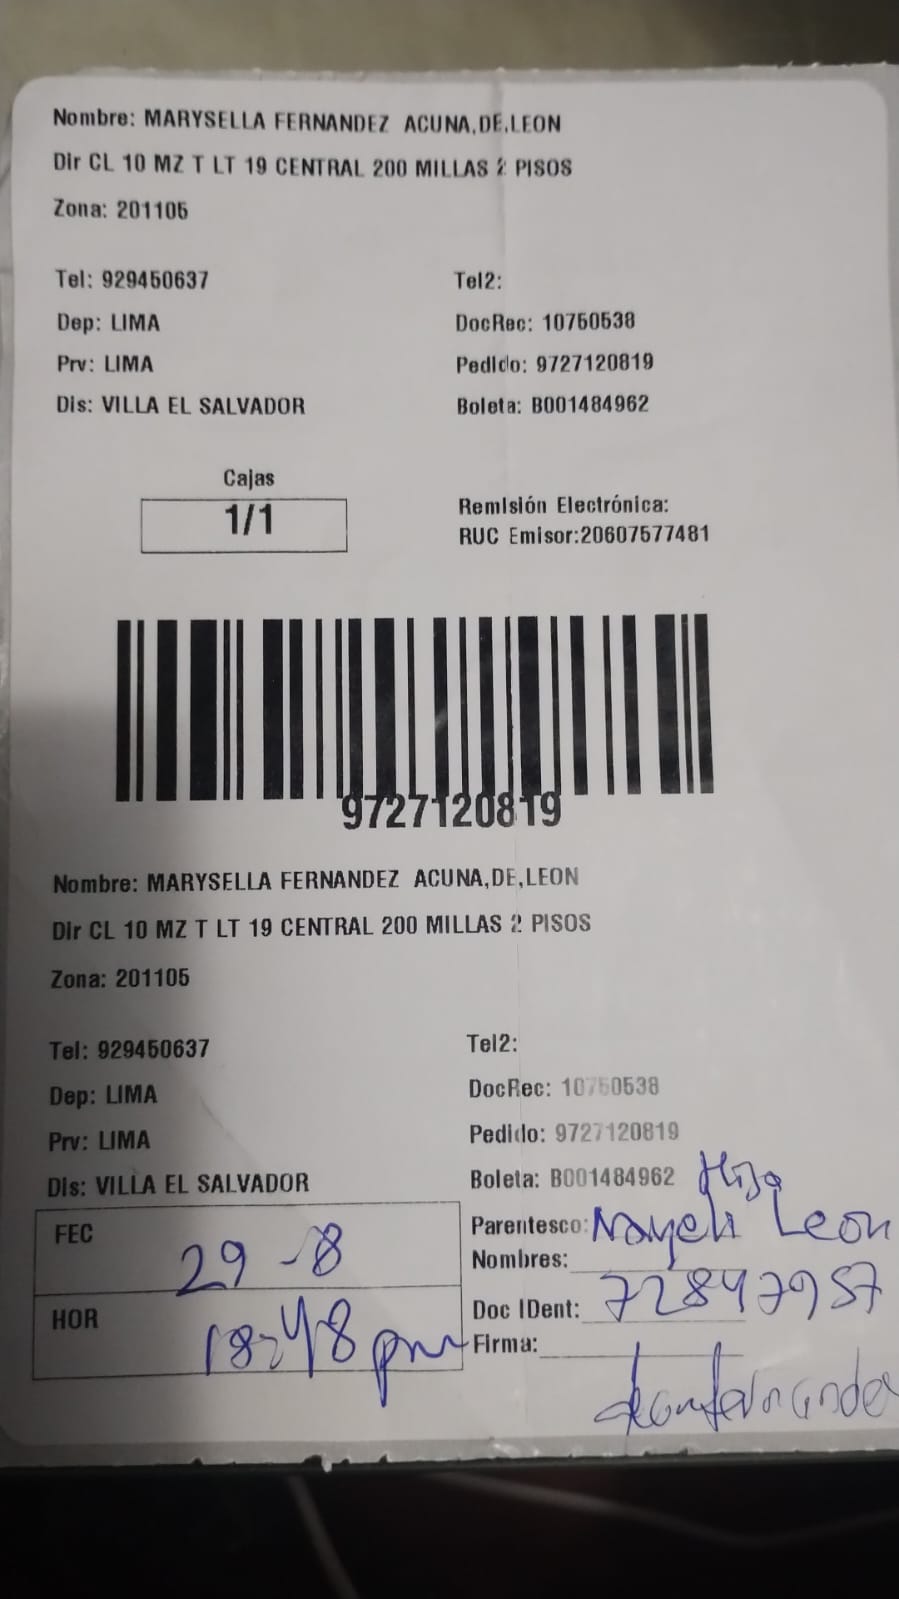 Nombre: MARYSELLA FERNANDEZ ACUNA,DE,LEON
Dir CL 10 MZ T LT 19 CENTRAL 200 MILLAS 2 PISOS
Zona: 201105
Tel: 929450637 Tel2:
Dep: LIMA DocRec: 10750538
Prv: LIMA Pedido: 9727120819
Dis: VILLA EL SALVADOR Boleta: B001484962
Cajas
1/1
Remisión Electrónica:
RUC Emisor:20607577481
9727120819
Nombre: MARYSELLA FERNANDEZ ACUNA,DE,LEON
Dir CL 10 MZ T LT 19 CENTRAL 200 MILLAS 2 PISOS
Zona: 201105
Tel: 929450637 Tel2:
Dep: LIMA DocRec: 10750538
Prv: LIMA Pedido: 9727120819
Dis: VILLA EL SALVADOR Boleta: B001484962 Hija
FEC 29-8 Parentesco: Nayeli Leon
Nombres:
HOR 18:48 pm Doc IDent: 72847957
Firma: